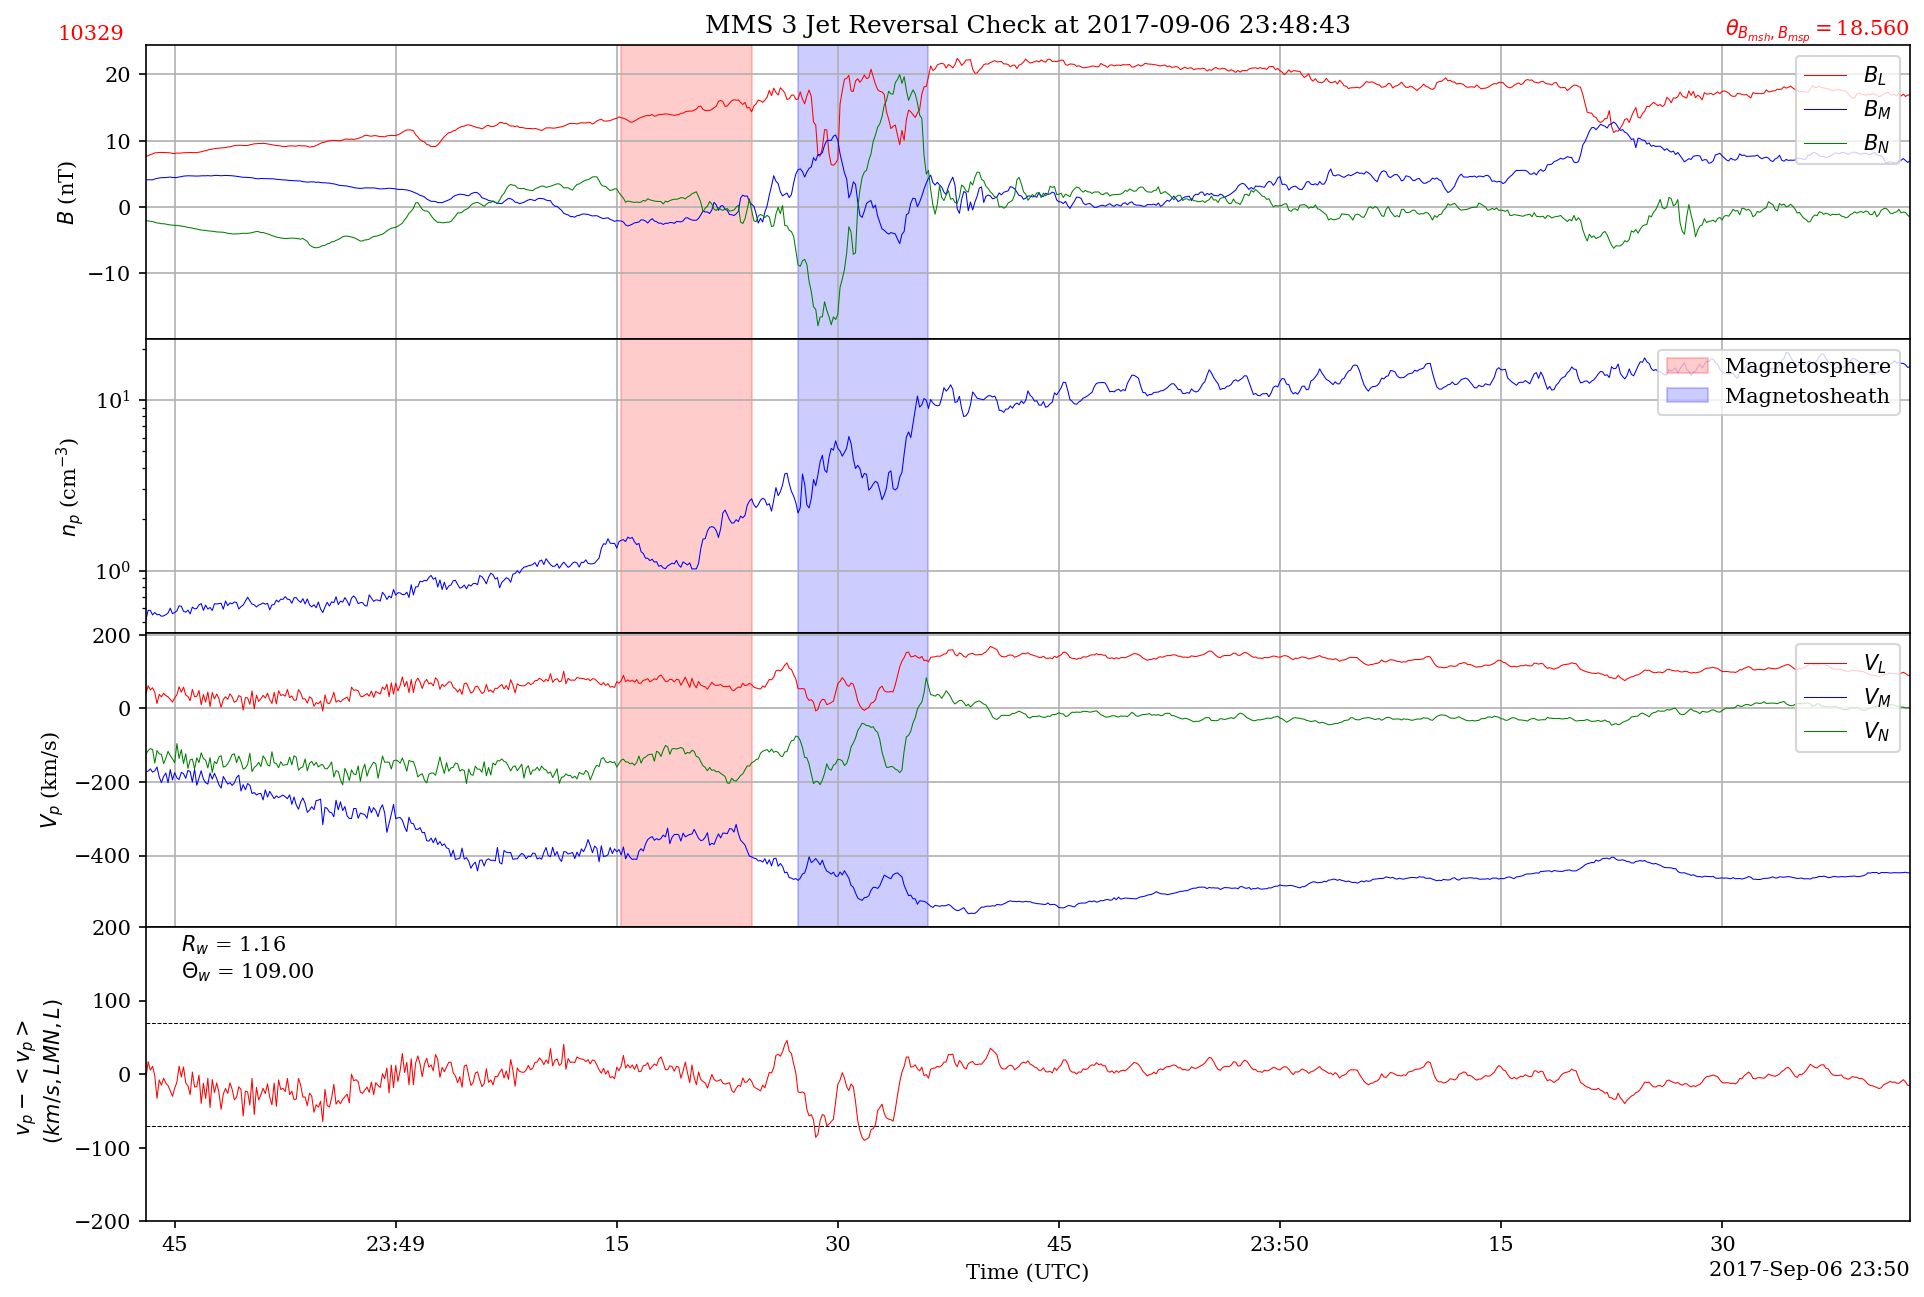 MMS 3 Jet Reversal Check at 2017-09-06 23:48:43
10329
θ_{B_{msh}, B_{msp}} = 18.560
20
10
0
−10
B (nT)
B_L
B_M
B_N
10^1
10^0
n_p (cm^{−3})
Magnetosphere
Magnetosheath
200
0
−200
−400
V_p (km/s)
V_L
V_M
V_N
200
100
0
−100
−200
v_p − < v_p >
(km/s, LMN, L)
R_w = 1.16
Θ_w = 109.00
45
23:49
15
30
45
23:50
15
30
Time (UTC)
2017-Sep-06 23:50